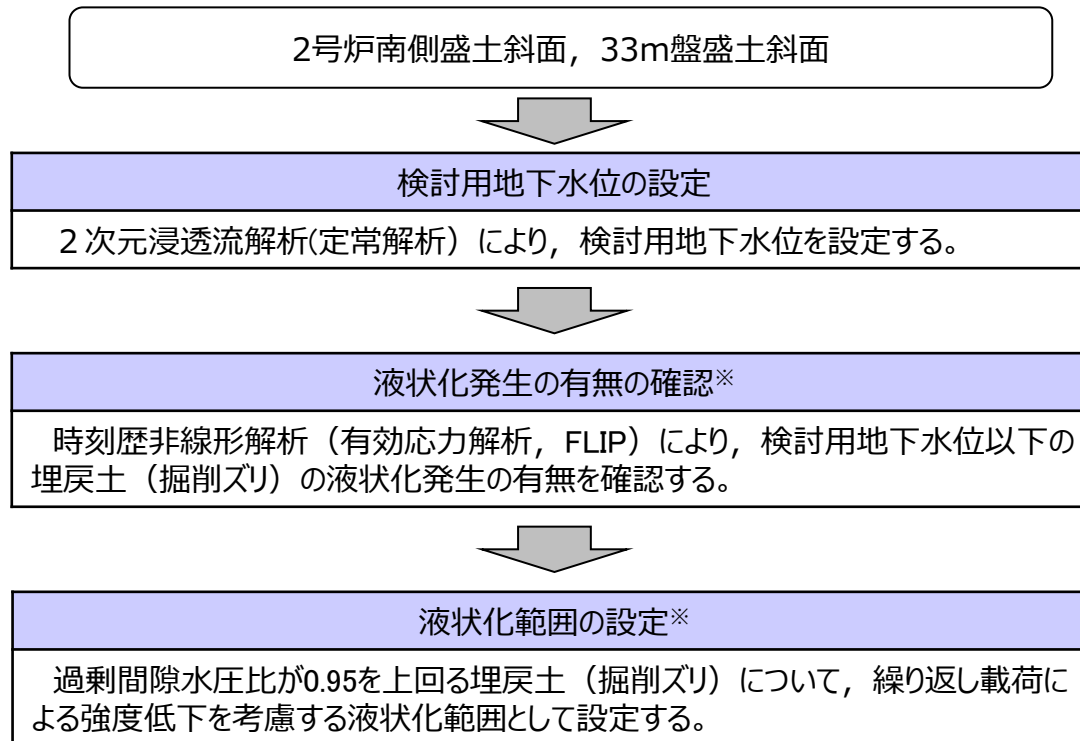 2号炉南側盛土斜面，33m盤盛土斜面
検討用地下水位の設定
２次元浸透流解析(定常解析）により，検討用地下水位を設定する。
液状化発生の有無の確認※
時刻歴非線形解析（有効応力解析，FLIP）により，検討用地下水位以下の
埋戻土（掘削ズリ）の液状化発生の有無を確認する。
液状化範囲の設定※
過剰間隙水圧比が0.95を上回る埋戻土（掘削ズリ）について，繰り返し載荷に
よる強度低下を考慮する液状化範囲として設定する。